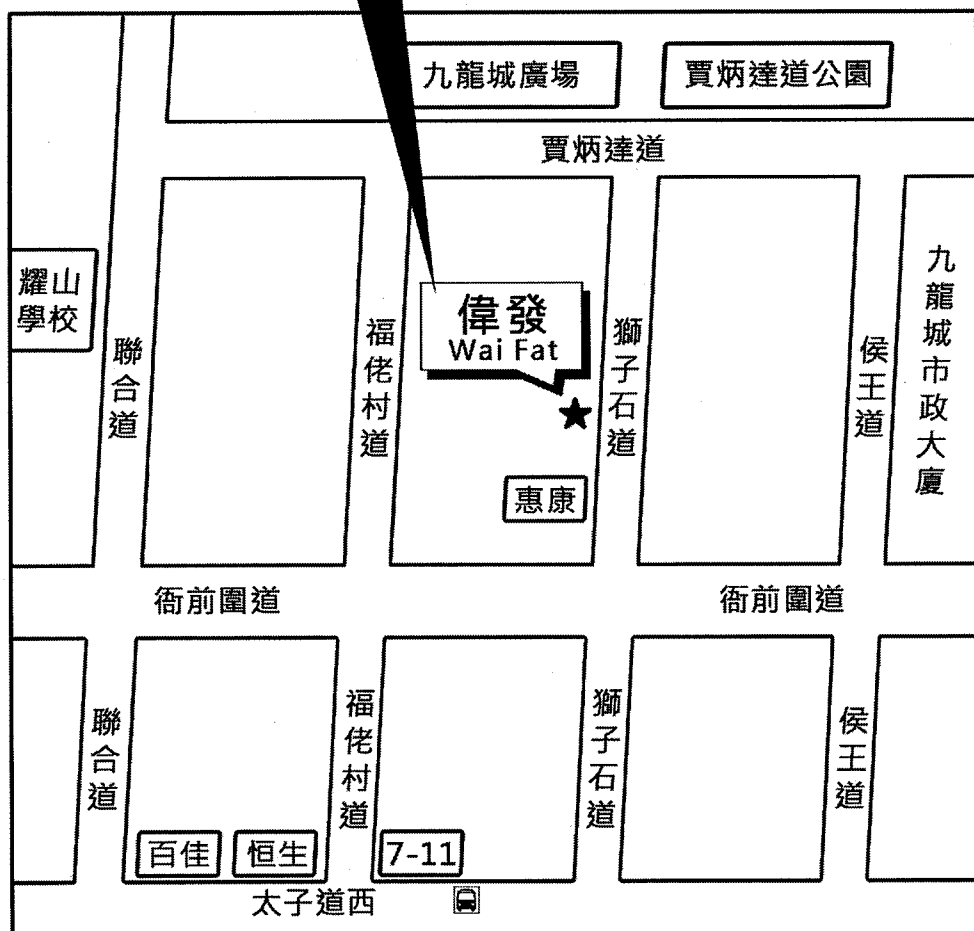 九龍城廣場
賈炳達道公園
賈炳達道
耀山
學校
聯合道
福佬村道
偉發
Wai Fat
獅子石道
侯王道
九龍城市政大廈
惠康
衙前圍道
衙前圍道
聯合道
福佬村道
獅子石道
侯王道
百佳
恒生
7-11
太子道西